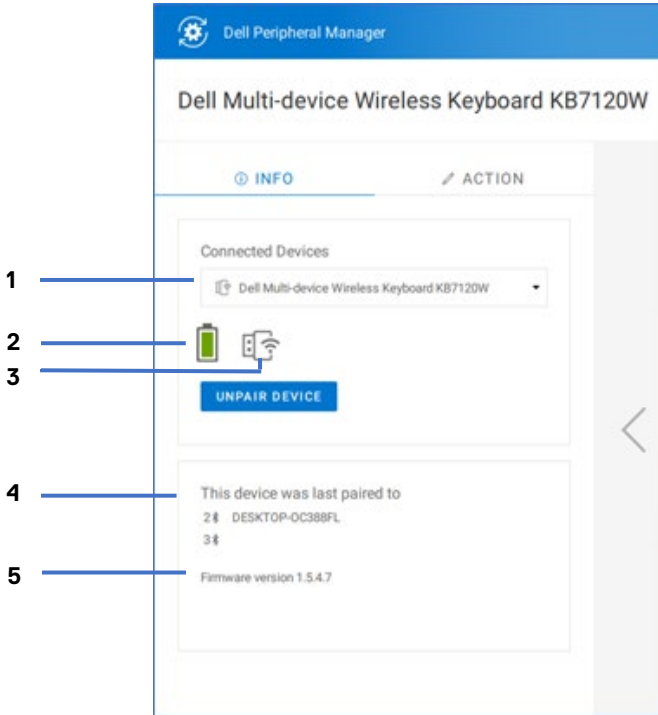 Dell Peripheral Manager
Dell Multi-device Wireless Keyboard KB7120W
INFO
ACTION
Connected Devices
1
Dell Multi-device Wireless Keyboard KB7120W
2
3
UNPAIR DEVICE
4
This device was last paired to
2 DESKTOP-OC388FL
3
5
Firmware version 1.5.4.7